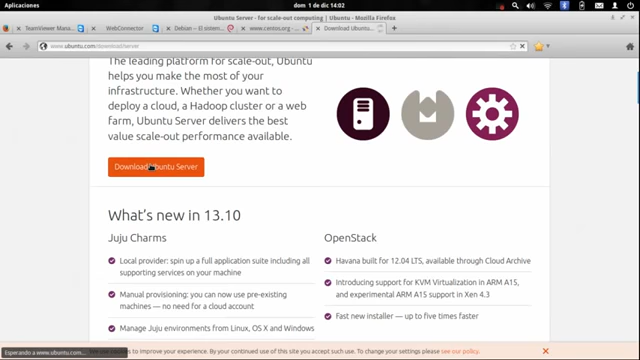 Aplicaciones
dom 1 de dic 14:02
Ubuntu Server - for scale-out computing | Ubuntu - Mozilla Firefox
TeamViewer Manag...
WebConnector
Debian -- El sistem...
www.centos.org - ...
Download Ubuntu...
www.ubuntu.com/download/server
The leading platform for scale-out, Ubuntu
helps you make the most of your
infrastructure. Whether you want to
deploy a cloud, a Hadoop cluster or a web
farm, Ubuntu Server delivers the best
value scale-out performance available.
Download Ubuntu Server
What's new in 13.10
Juju Charms
Local provider: spin up a full application suite including all
supporting services on your machine
Manual provisioning: you can now use pre-existing
machines — no need for a cloud account
Manage Juju environments from Linux, OS X and Windows
OpenStack
Havana built for 12.04 LTS, available through Cloud Archive
Introducing support for KVM Virtualization in ARM A15,
and experimental ARM A15 support in Xen 4.3
Fast new installer — up to five times faster
Esperando a www.ubuntu.com...
to improve your experience. By your continued use of this site you accept such use. To change your settings please see our policy.